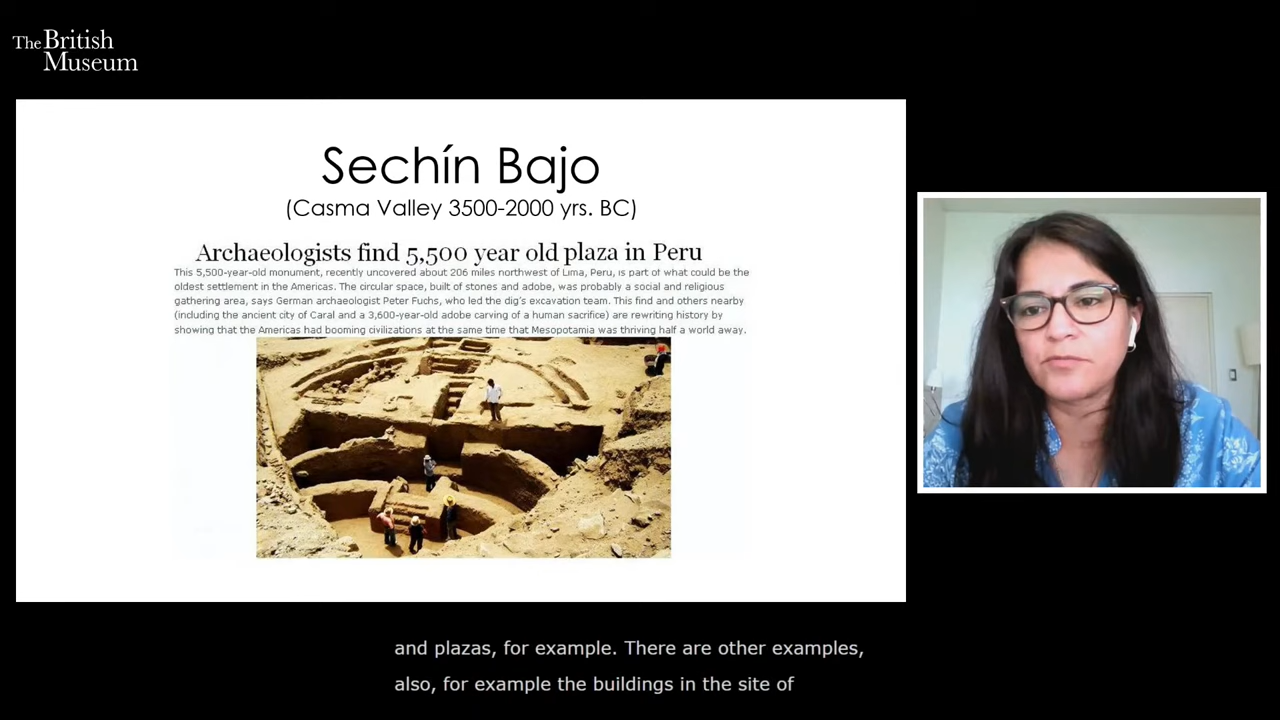 The British
Museum
Sechín Bajo
(Casma Valley 3500-2000 yrs. BC)
Archaeologists find 5,500 year old plaza in Peru
This 5,500-year-old monument, recently uncovered about 206 miles northwest of Lima, Peru, is part of what could be the
oldest settlement in the Americas. The circular space, built of stones and adobe, was probably a social and religious
gathering area, says German archaeologist Peter Fuchs, who led the dig's excavation team. This find and others nearby
(including the ancient city of Caral and a 3,600-year-old adobe carving of a human sacrifice) are rewriting history by
showing that the Americas had booming civilizations at the same time that Mesopotamia was thriving half a world away.
and plazas, for example. There are other examples,
also, for example the buildings in the site of